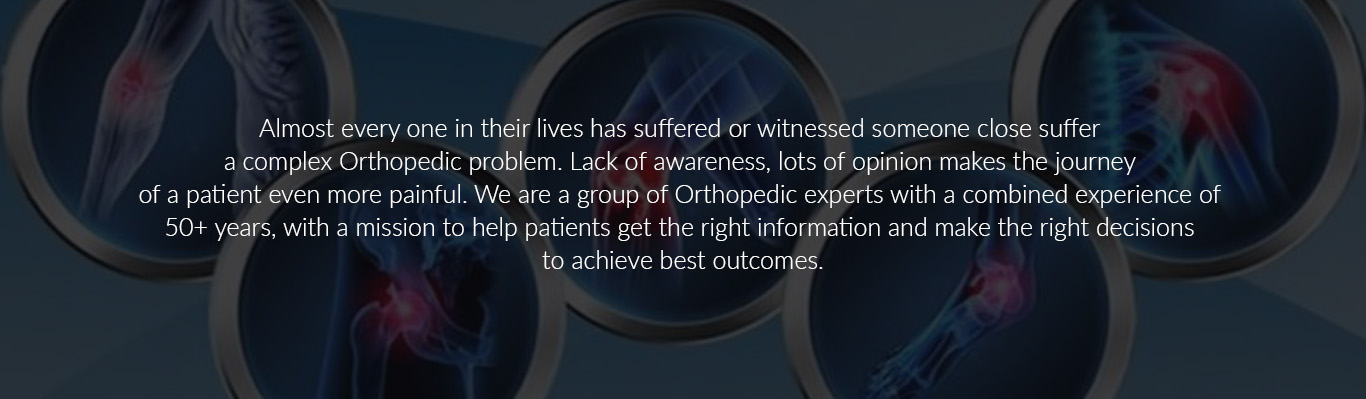 Almost every one in their lives has suffered or witnessed someone close suffer
a complex Orthopedic problem. Lack of awareness, lots of opinion makes the journey
of a patient even more painful. We are a group of Orthopedic experts with a combined experience of
50+ years, with a mission to help patients get the right information and make the right decisions
to achieve best outcomes.